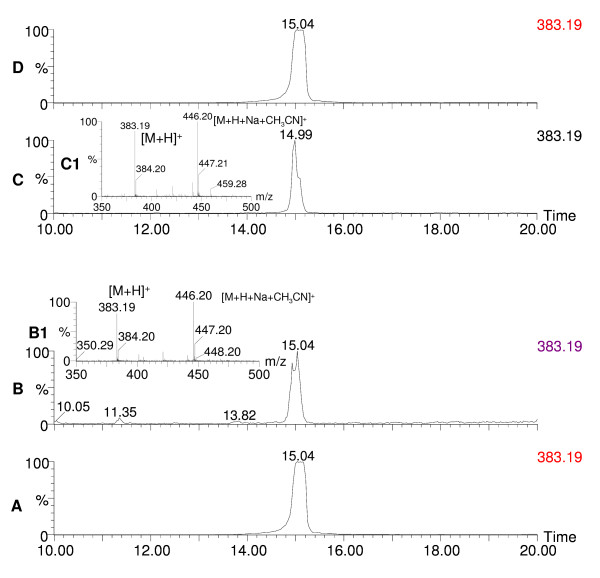 15.04 383.19
100
D %
0
383.19 446.20 [M+H+Na+CH3CN]+
100 [M+H]+ 14.99 383.19
C1 % 384.20 447.21 459.28
0
350 400 450 500 m/z
100
C %
0 Time
10.00 12.00 14.00 16.00 18.00 20.00
[M+H]+ 446.20 [M+H+Na+CH3CN]+
100 383.19
B1 % 350.29 384.20 447.20 448.20
0 m/z
350 400 450 500
15.04 383.19
100
B %
10.05 11.35 13.82
0
15.04 383.19
100
A %
0 Time
10.00 12.00 14.00 16.00 18.00 20.00